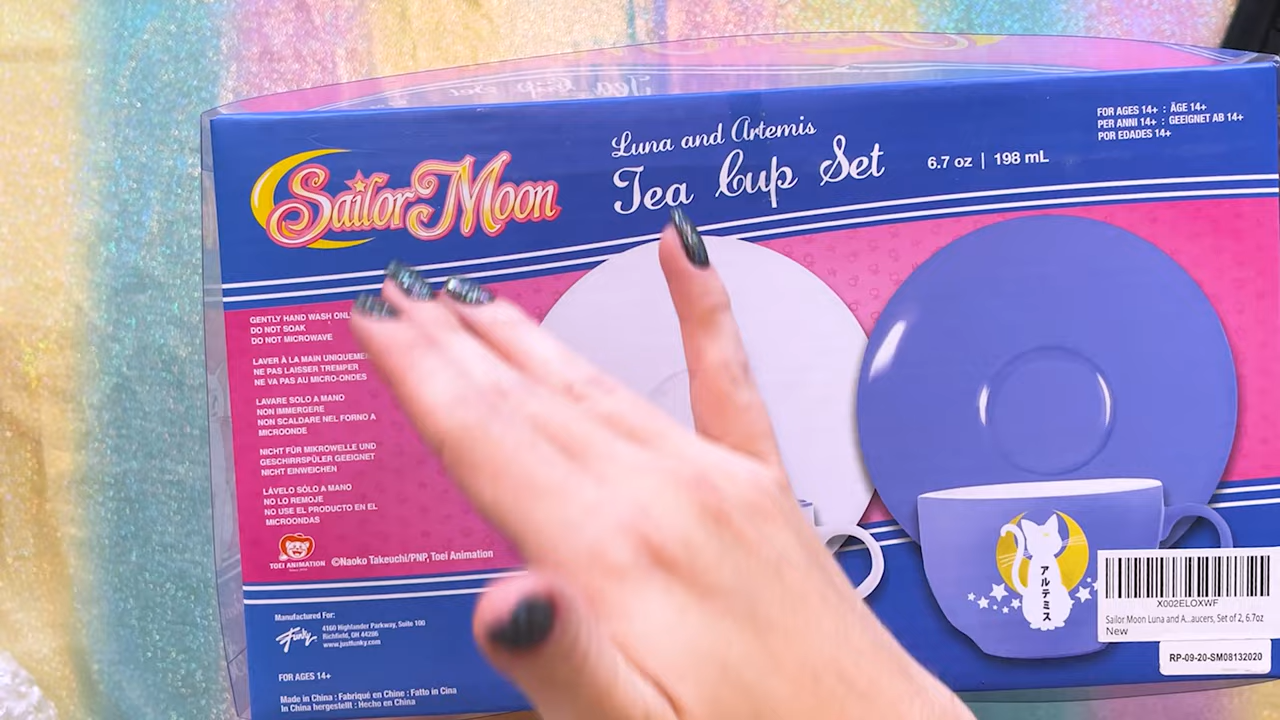 Sailor Moon
Luna and Artemis
Tea Cup Set
6.7 oz | 198 mL
FOR AGES 14+ : ÂGE 14+
PER ANNI 14+ : GEEIGNET AB 14+
POR EDADES 14+
GENTLY HAND WASH ONL
DO NOT SOAK
DO NOT MICROWAVE
LAVER À LA MAIN UNIQUEME
NE PAS LAISSER TREMPER
NE VA PAS AU MICRO-ONDES
LAVARE SOLO A MANO
NON IMMERGERE
NON SCALDARE NEL FORNO A
MICROONDE
NICHT FÜR MIKROWELLE UND
GESCHIRRSPÜLER GEEIGNET
NICHT EINWEICHEN
LÁVELO SÓLO A MANO
NO LO REMOJE
NO USE EL PRODUCTO EN EL
MICROONDAS
TOEI ANIMATION
©Naoko Takeuchi/PNP, Toei Animation
Manufactured For:
Funky
4160 Highlander Parkway, Suite 100
Richfield, OH 44286
www.justfunky.com
FOR AGES 14+
Made in China : Fabriqué en Chine : Fatto in Cina
In China hergestellt : Hecho en China
アルテミス
X002ELOXWF
Sailor Moon Luna and A...aucers, Set of 2, 6.7oz
New
RP-09-20-SM08132020